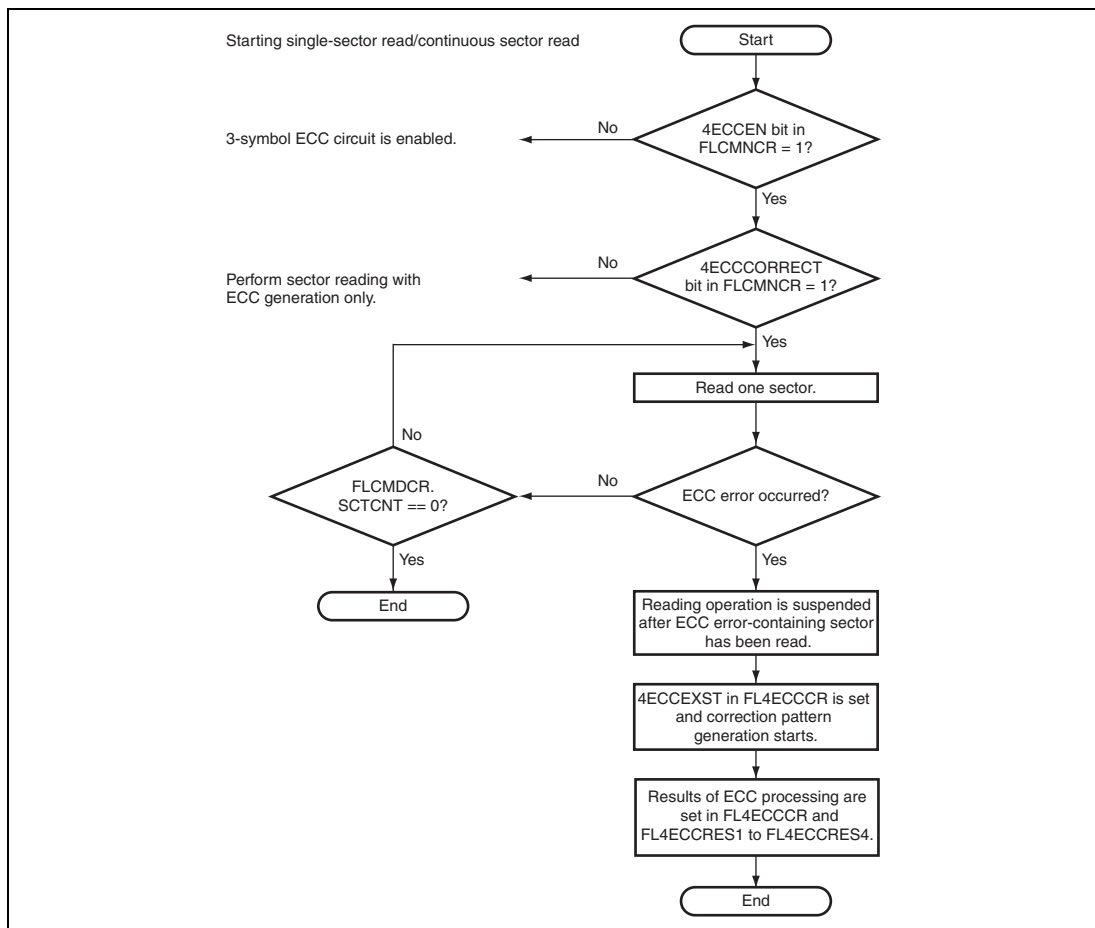 Starting single-sector read/continuous sector read
Start
No
4ECCEN bit in
FLCMNCR = 1?
3-symbol ECC circuit is enabled.
Yes
No
4ECCCORRECT
bit in FLCMNCR = 1?
Perform sector reading with
ECC generation only.
Yes
Read one sector.
No
FLCMDCR.
SCTCNT == 0?
No
ECC error occurred?
Yes
End
Yes
Reading operation is suspended
after ECC error-containing sector
has been read.
4ECCEXST in FL4ECCCR is set
and correction pattern
generation starts.
Results of ECC processing are
set in FL4ECCCR and
FL4ECCRES1 to FL4ECCRES4.
End